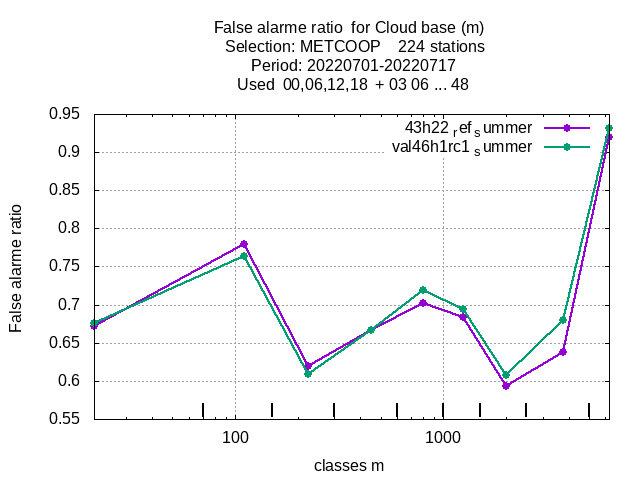 False alarme ratio  for Cloud base (m)
Selection: METCOOP    224 stations
Period: 20220701-20220717
Used  00,06,12,18  + 03 06 ... 48
43h22 ref summer
val46h1rc1 summer
0.95
0.9
0.85
0.8
0.75
0.7
0.65
0.6
0.55
False alarme ratio
100
1000
classes m